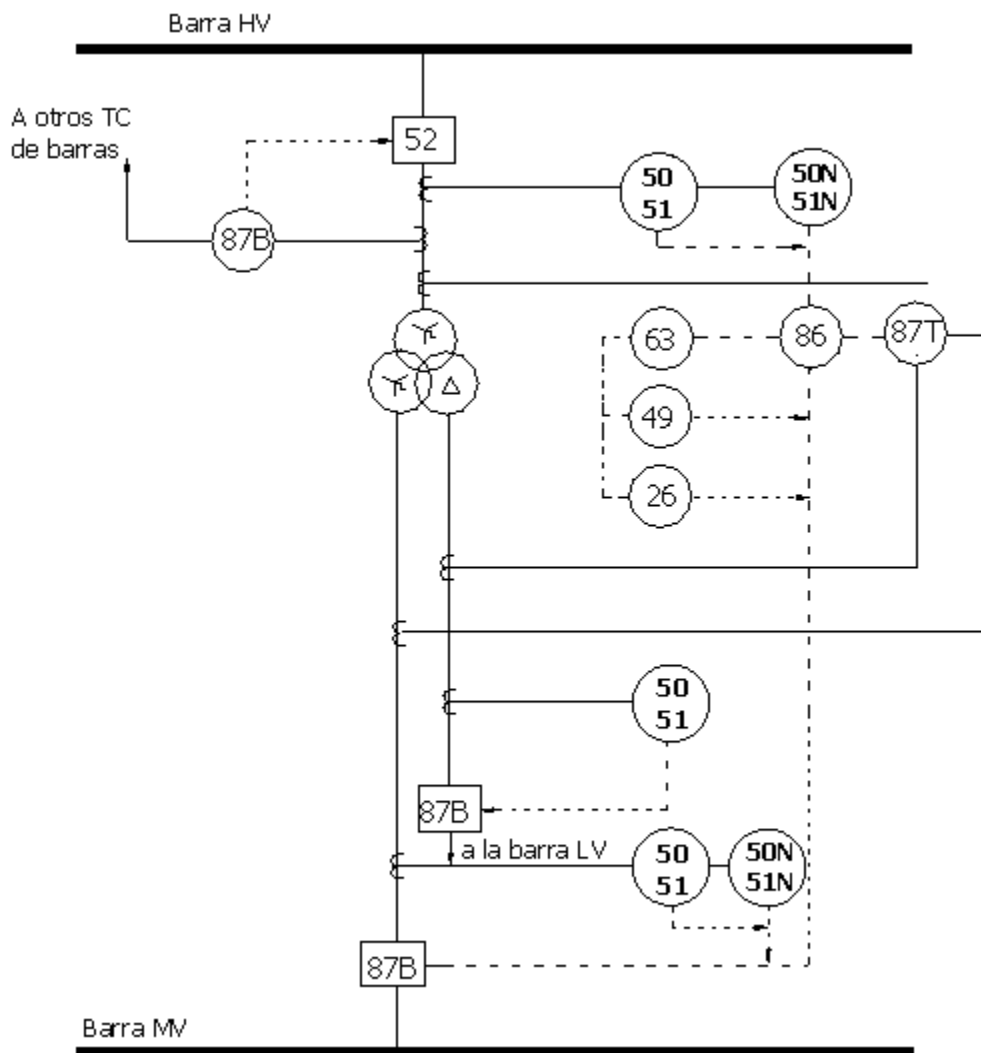 Barra HV
A otros TC
de barras
52
50
51
50N
51N
87B
63
86
87T
49
26
50
51
87B
a la barra LV
50
51
50N
51N
87B
Barra MV